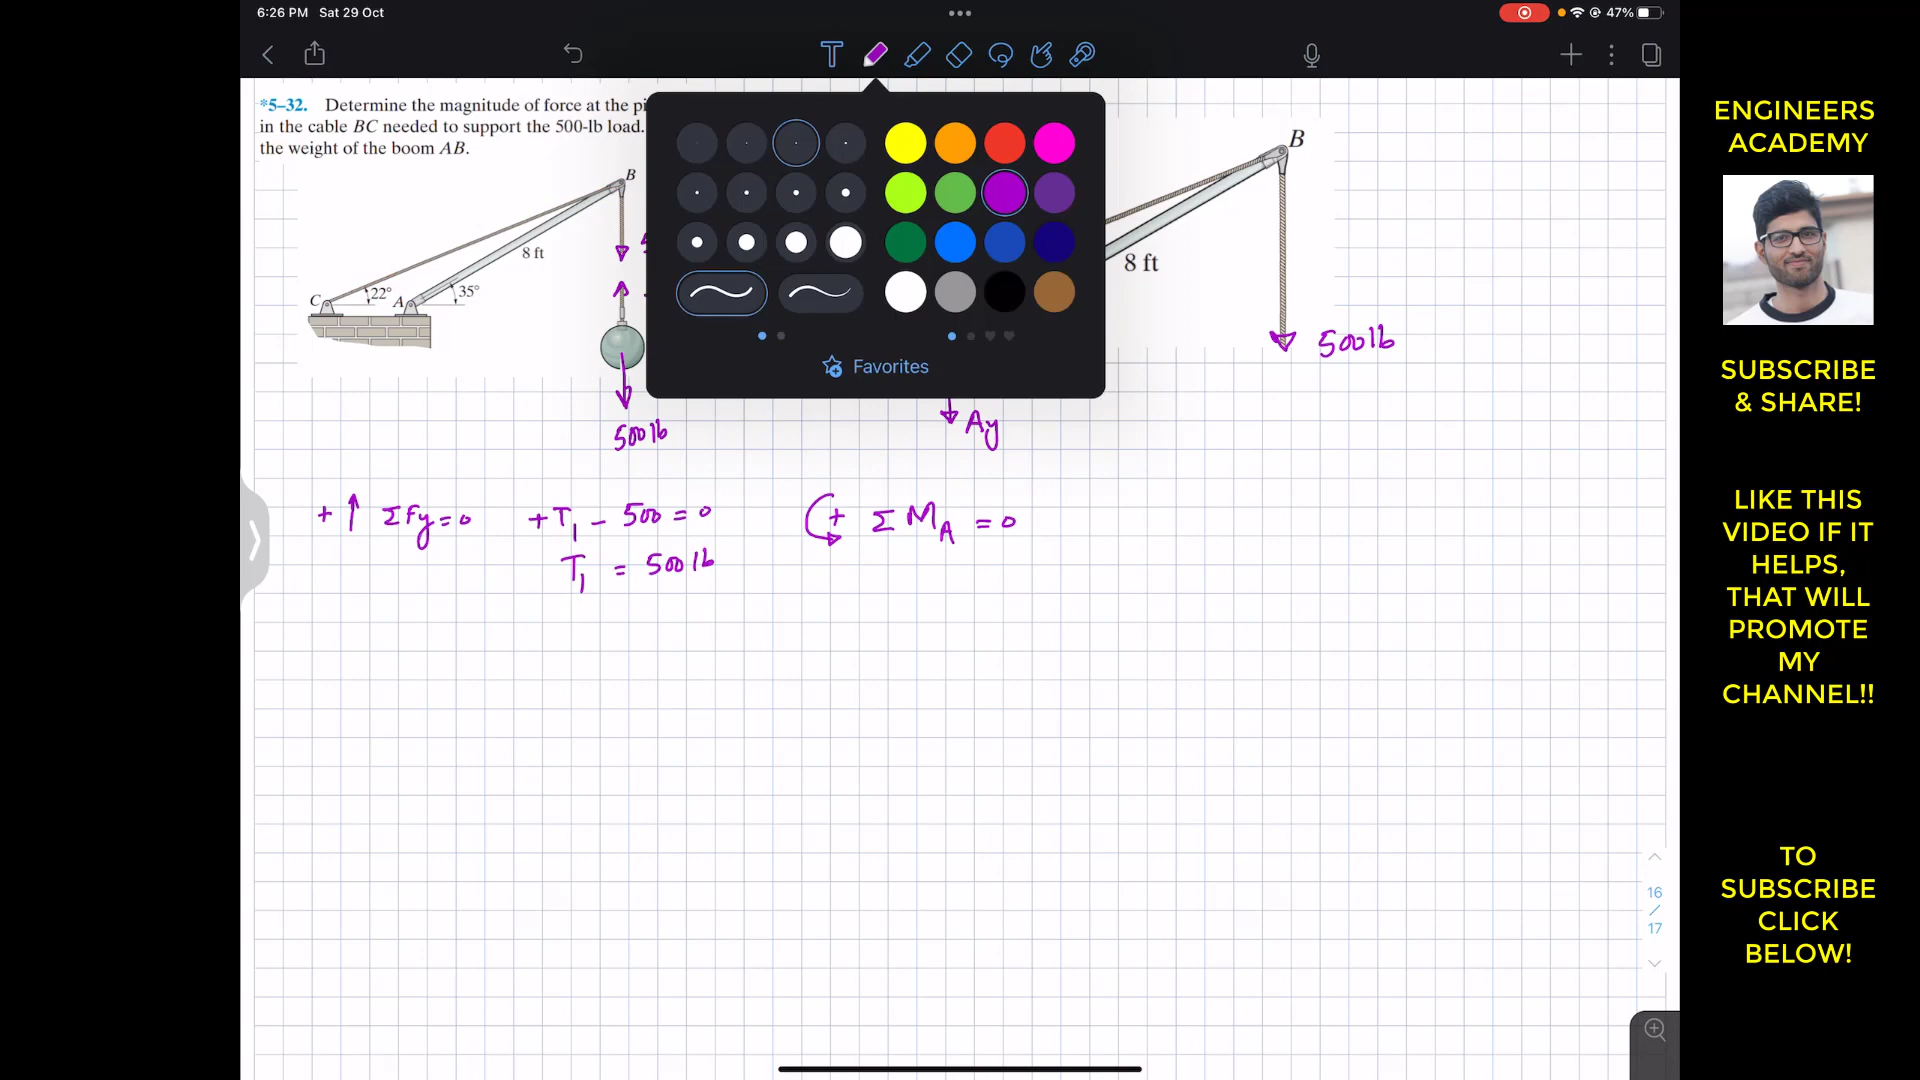 6:26 PM Sat 29 Oct
47%
*5–32. Determine the magnitude of force at the pi
in the cable BC needed to support the 500-lb load.
the weight of the boom AB.
B
8 ft
C
22°
A
35°
500 lb
B
8 ft
500 lb
Ay
Favorites
+ ↑ ΣFy = 0
+T1 – 500 = 0
T1 = 500 lb
+ ΣMA = 0
16
/
17
ENGINEERS
ACADEMY
SUBSCRIBE
& SHARE!
LIKE THIS
VIDEO IF IT
HELPS,
THAT WILL
PROMOTE
MY
CHANNEL!!
TO
SUBSCRIBE
CLICK
BELOW!